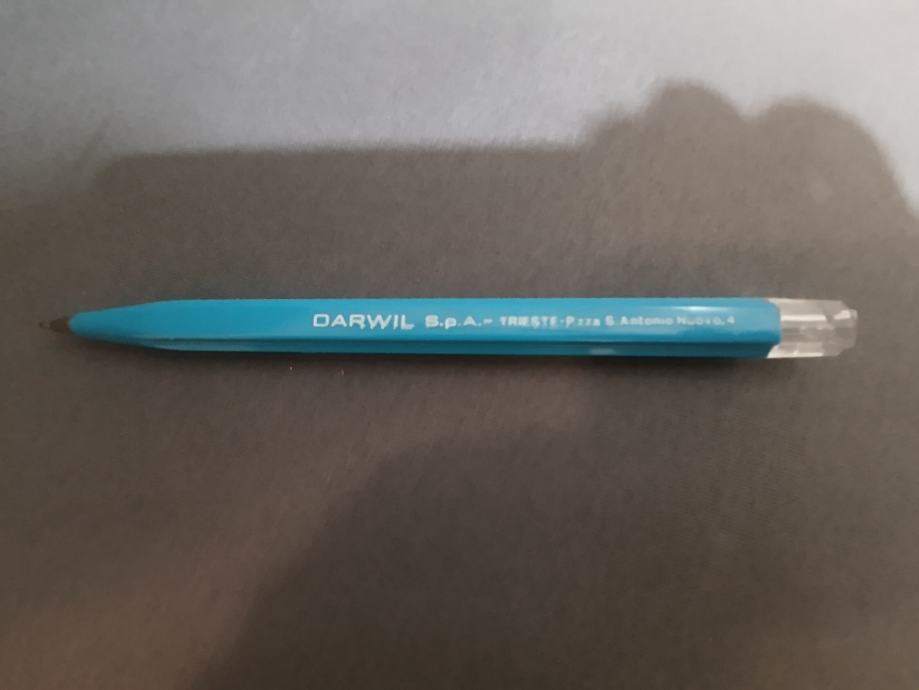 DARWIL S.p.A. - TRIESTE - P.zza S. Antonio Nuovo, 4